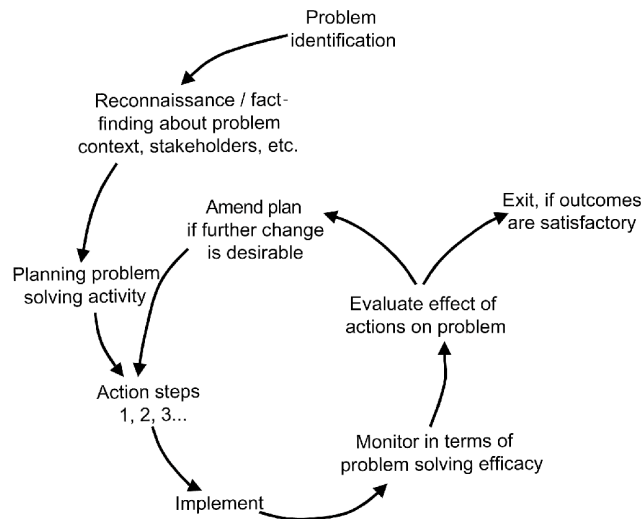 Problem
identification
Reconnaissance / fact-
finding about problem
context, stakeholders, etc.
Amend plan
if further change
is desirable
Exit, if outcomes
are satisfactory
Planning problem
solving activity
Evaluate effect of
actions on problem
Action steps
1, 2, 3...
Monitor in terms of
problem solving efficacy
Implement